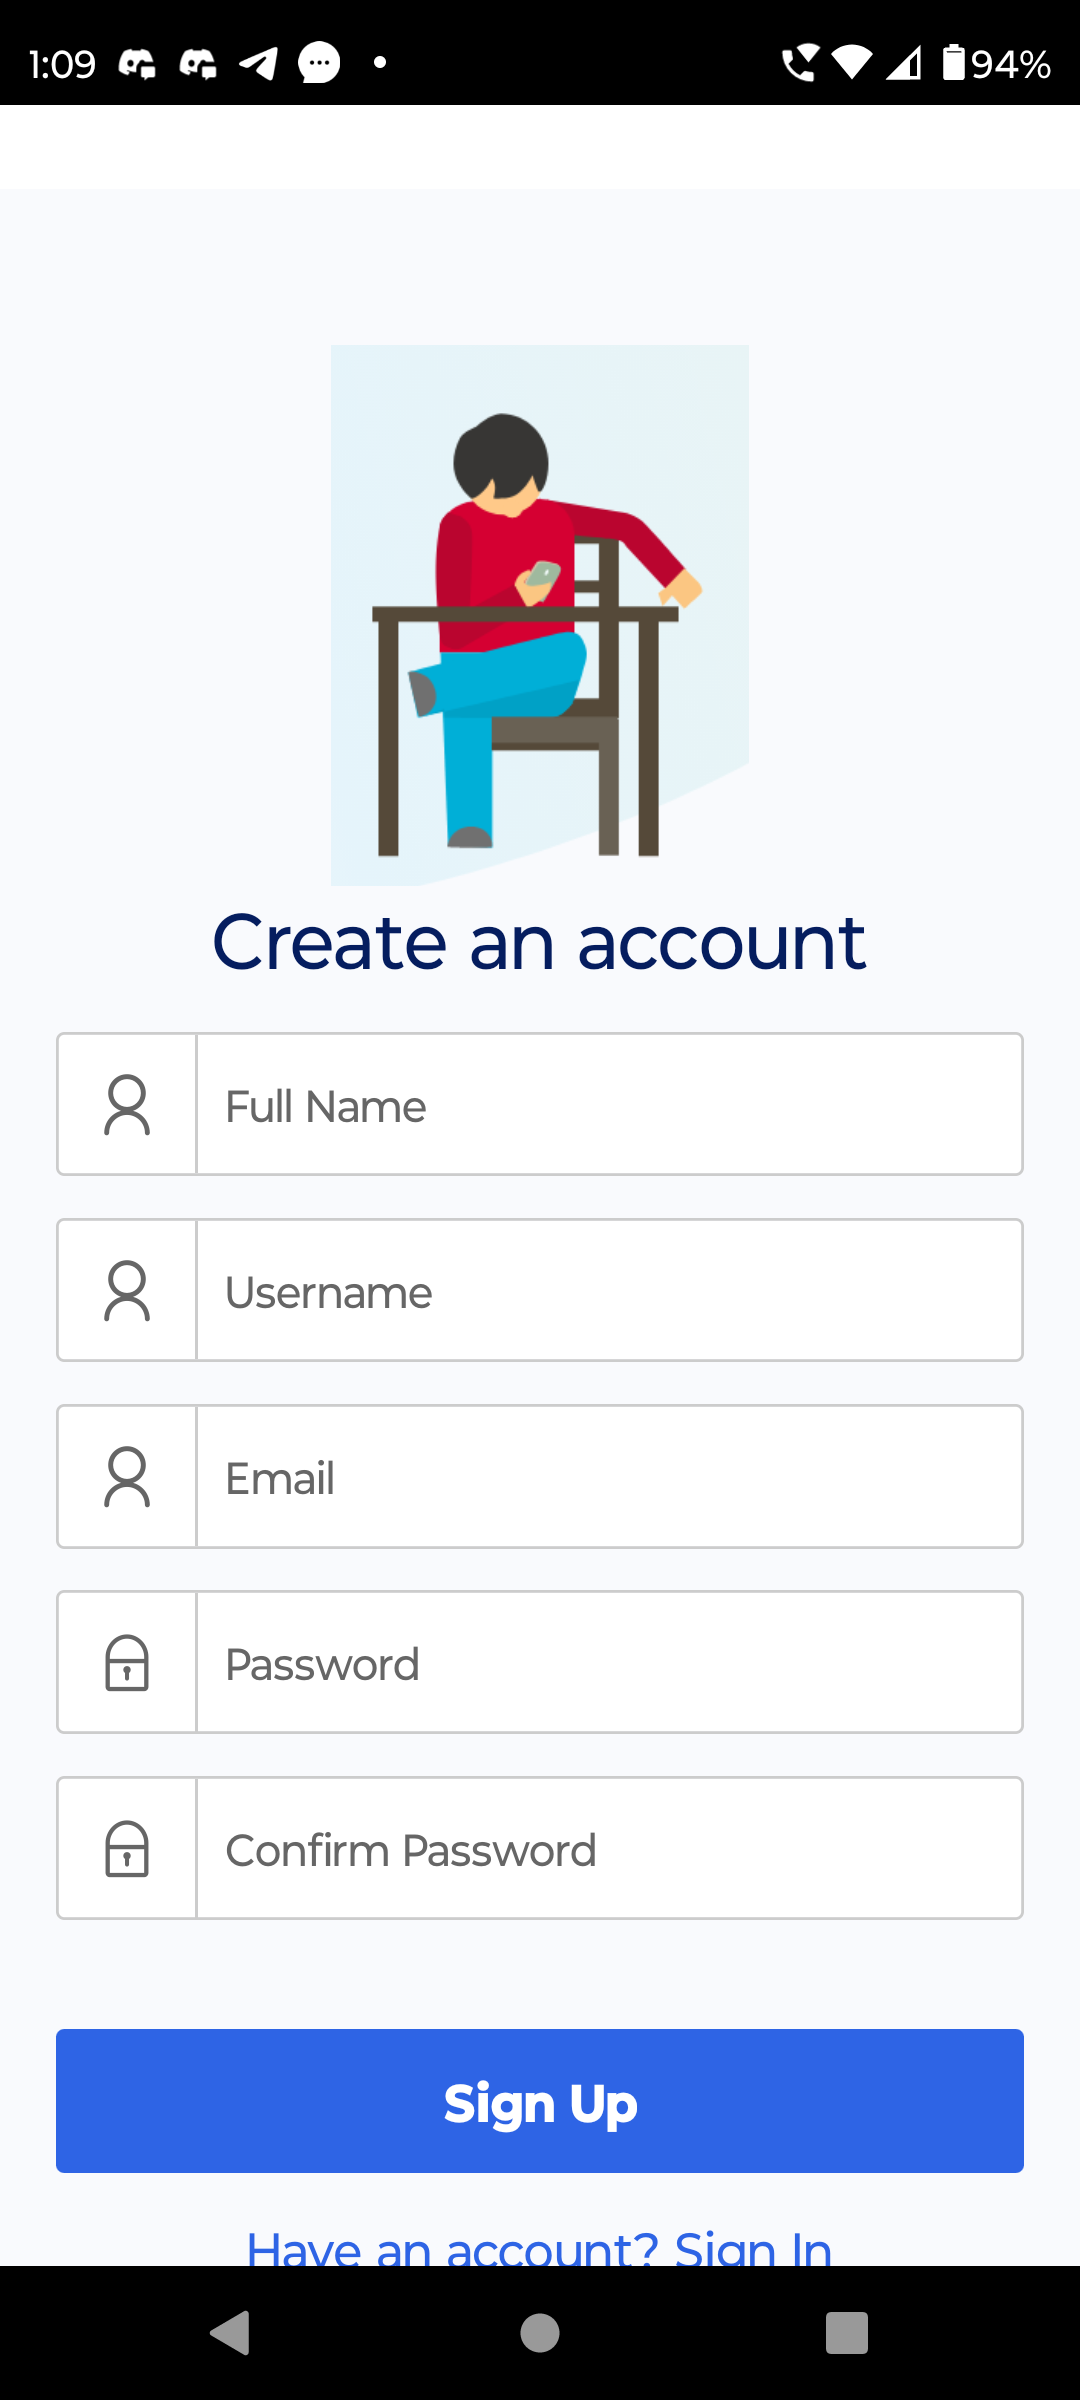 1:09
94%
Create an account
Full Name
Username
Email
Password
Confirm Password
Sign Up
Have an account? Sign In